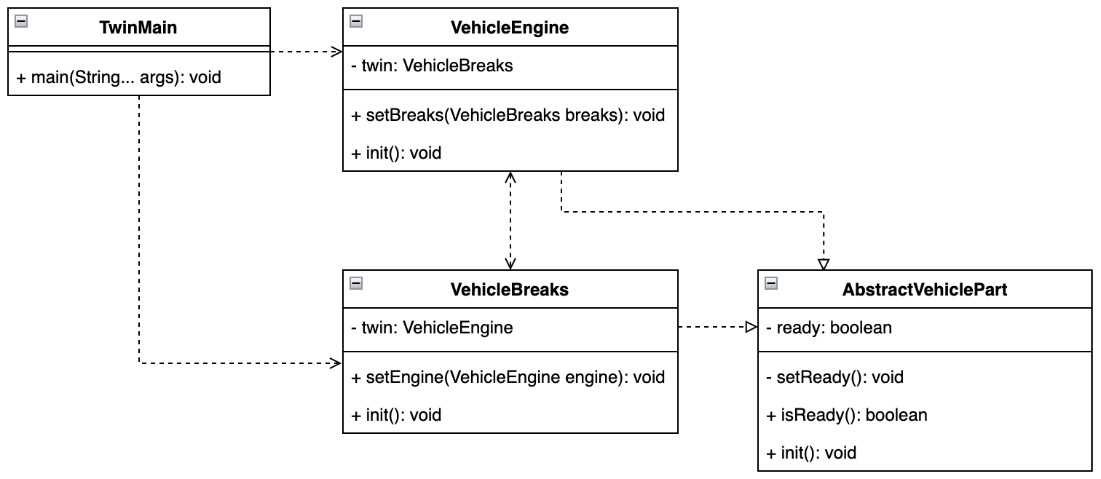 TwinMain
+ main(String... args): void
VehicleEngine
- twin: VehicleBreaks
+ setBreaks(VehicleBreaks breaks): void
+ init(): void
VehicleBreaks
- twin: VehicleEngine
+ setEngine(VehicleEngine engine): void
+ init(): void
AbstractVehiclePart
- ready: boolean
- setReady(): void
+ isReady(): boolean
+ init(): void